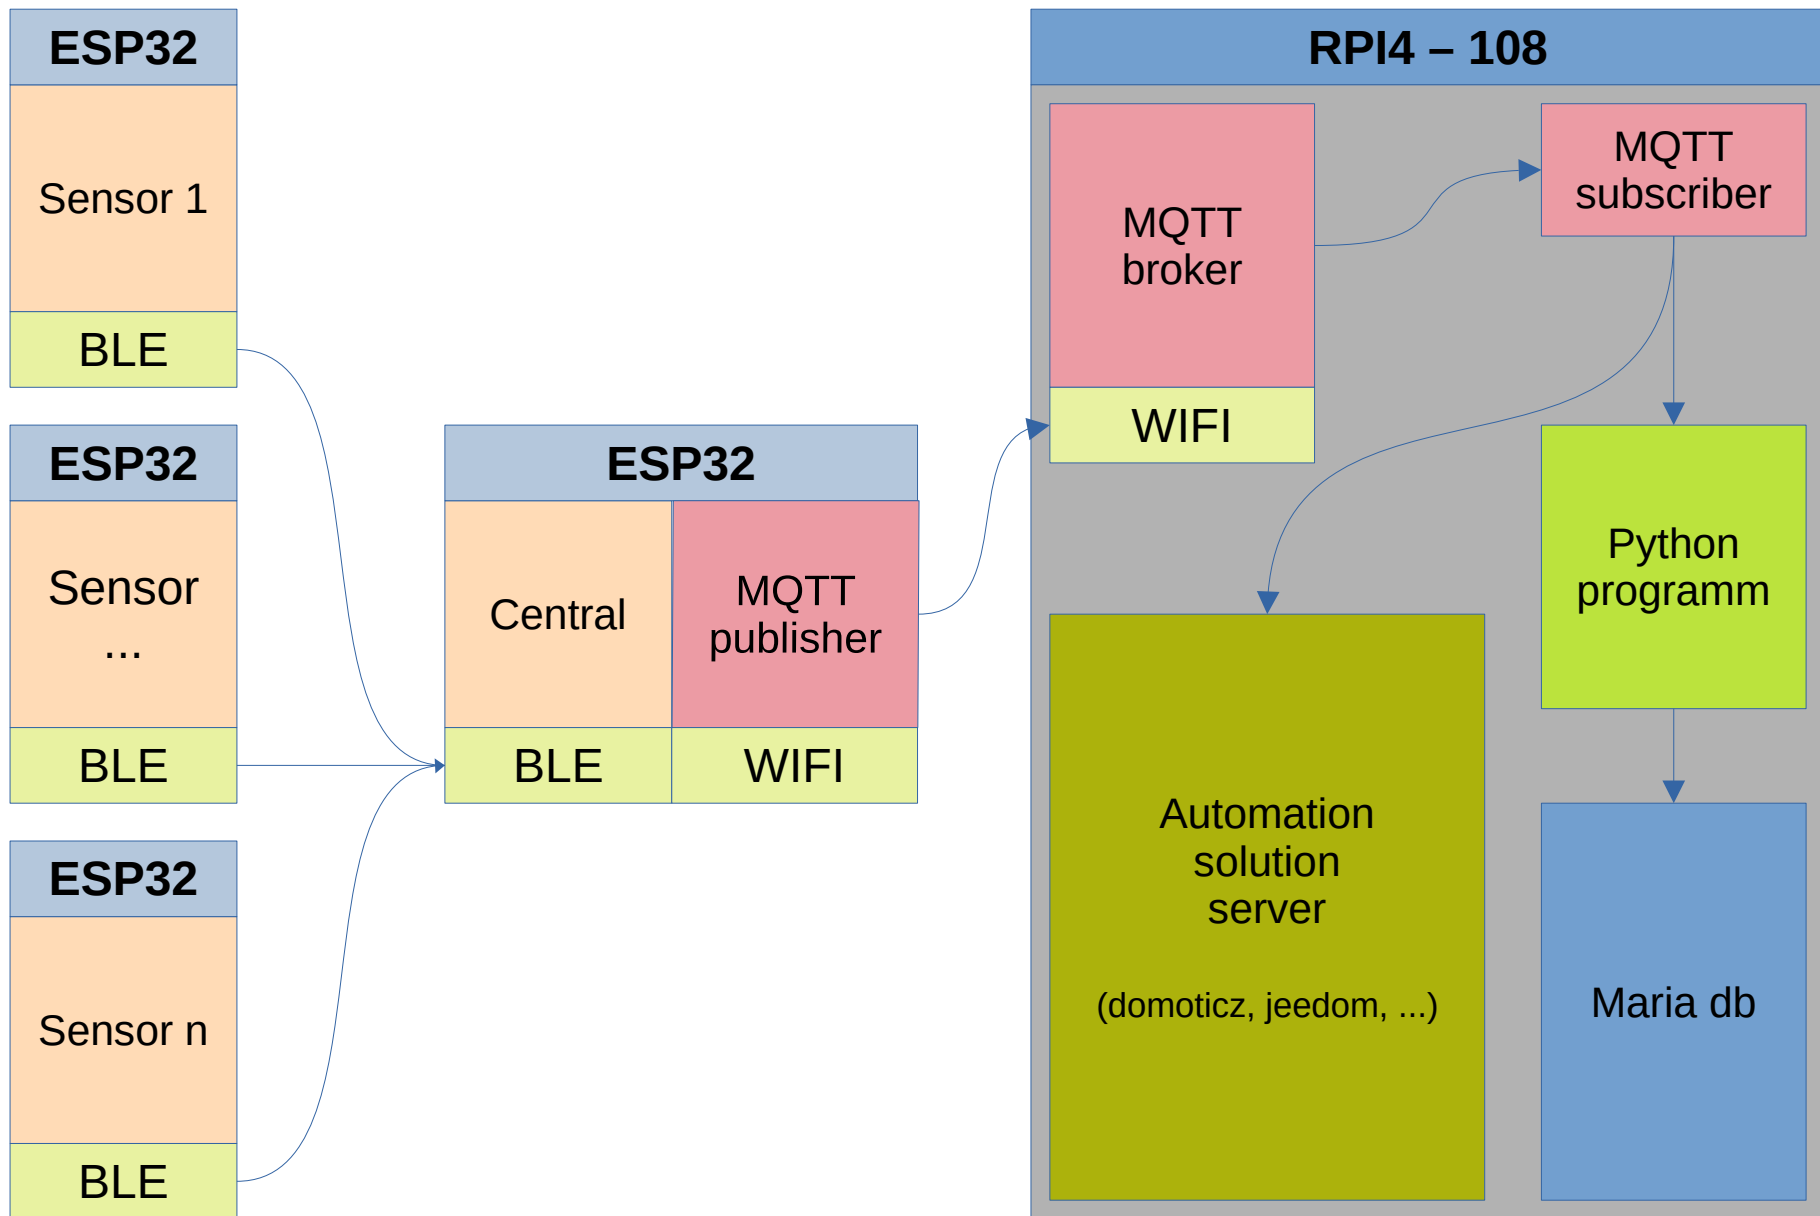 ESP32
Sensor 1
BLE
ESP32
Sensor
...
BLE
ESP32
Sensor n
BLE
ESP32
Central
MQTT
publisher
BLE
WIFI
RPI4 – 108
MQTT
broker
WIFI
MQTT
subscriber
Python
programm
Automation
solution
server
(domoticz, jeedom, ...)
Maria db